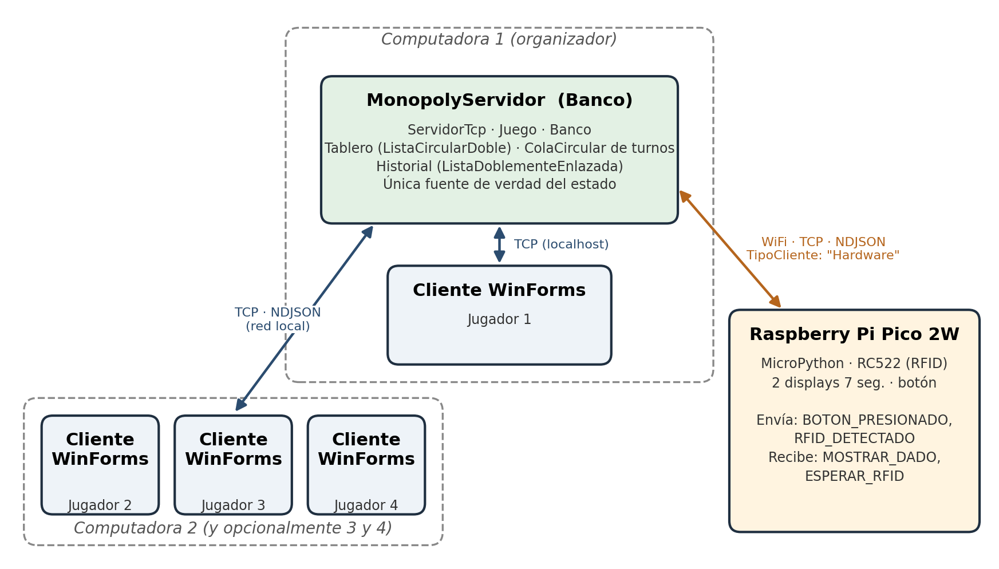 Computadora 1 (organizador)
MonopolyServidor  (Banco)
ServidorTcp · Juego · Banco
Tablero (ListaCircularDoble) · ColaCircular de turnos
Historial (ListaDoblementeEnlazada)
Única fuente de verdad del estado
TCP (localhost)
WiFi · TCP · NDJSON
TipoCliente: "Hardware"
Cliente WinForms
Jugador 1
TCP · NDJSON
(red local)
Raspberry Pi Pico 2W
MicroPython · RC522 (RFID)
2 displays 7 seg. · botón
Envía: BOTON_PRESIONADO,
RFID_DETECTADO
Recibe: MOSTRAR_DADO,
ESPERAR_RFID
Cliente
WinForms
Jugador 2
Cliente
WinForms
Jugador 3
Cliente
WinForms
Jugador 4
Computadora 2 (y opcionalmente 3 y 4)